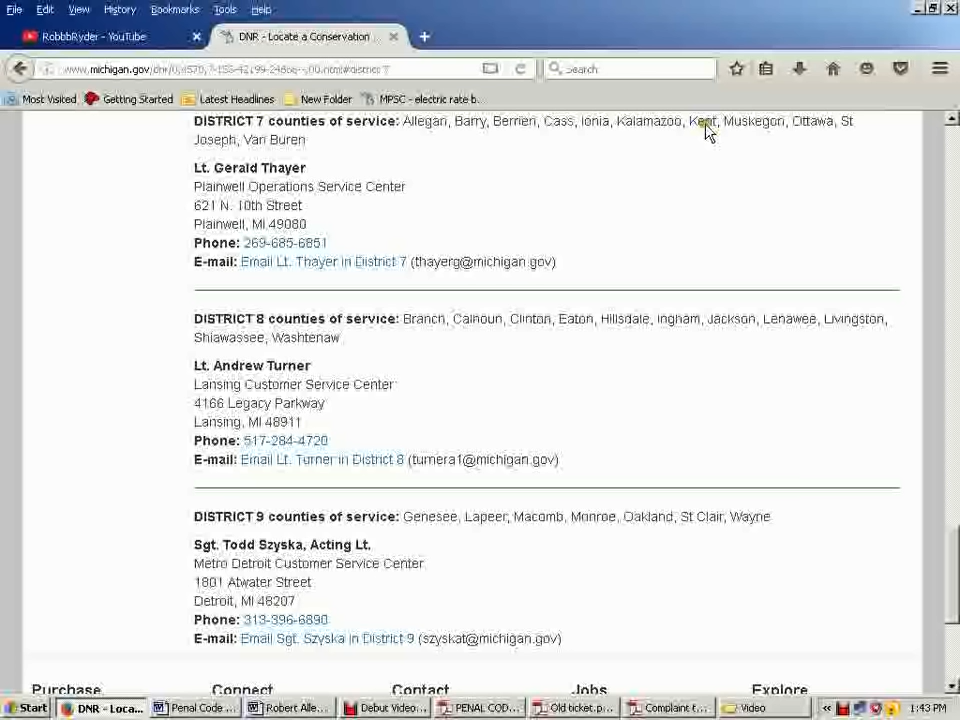 File Edit View History Bookmarks Tools Help
RobbbRyder - YouTube DNR - Locate a Conservation ...
Search
Most Visited Getting Started Latest Headlines New Folder MPSC - electric rate b...
DISTRICT 7 counties of service: Allegan, Barry, Berrien, Cass, Ionia, Kalamazoo, Kent, Muskegon, Ottawa, St
Joseph, Van Buren
Lt. Gerald Thayer
Plainwell Operations Service Center
621 N. 10th Street
Plainwell, MI 49080
Phone: 269-685-6851
E-mail: Email Lt. Thayer in District 7 (thayerg@michigan.gov)
DISTRICT 8 counties of service: Branch, Calhoun, Clinton, Eaton, Hillsdale, Ingham, Jackson, Lenawee, Livingston,
Shiawassee, Washtenaw
Lt. Andrew Turner
Lansing Customer Service Center
4166 Legacy Parkway
Lansing, MI 48911
Phone: 517-284-4720
E-mail: Email Lt. Turner in District 8 (turnera1@michigan.gov)
DISTRICT 9 counties of service: Genesee, Lapeer, Macomb, Monroe, Oakland, St Clair, Wayne
Sgt. Todd Szyska, Acting Lt.
Metro Detroit Customer Service Center
1801 Atwater Street
Detroit, MI 48207
Phone: 313-396-6890
E-mail: Email Sgt. Szyska in District 9 (szyskat@michigan.gov)
Purchase Connect Contact Jobs Explore
Start DNR - Loca... Penal Code ... Robert Alle... Debut Video... PENAL COD... Old ticket.p... Complaint t... Video 1:43 PM